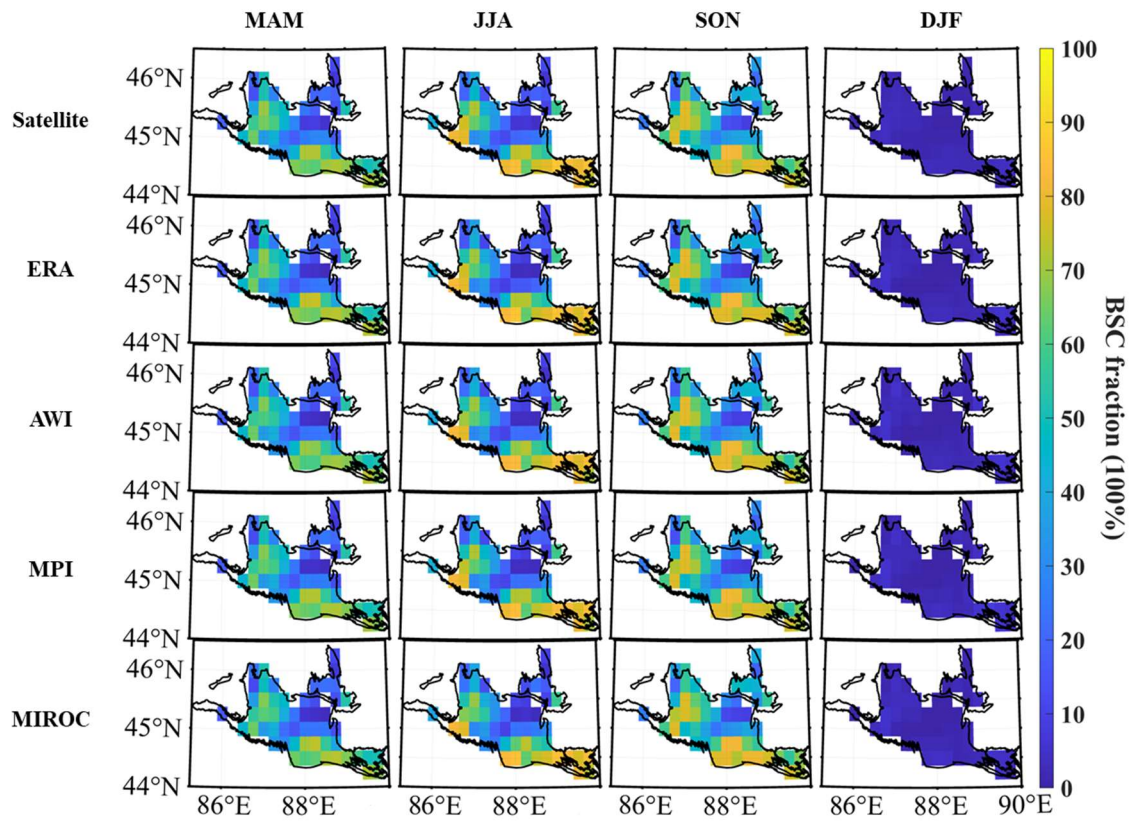 MAM JJA SON DJF
Satellite 46°N 45°N 44°N
ERA 46°N 45°N 44°N
AWI 46°N 45°N 44°N
MPI 46°N 45°N 44°N
MIROC 46°N 45°N 44°N
86°E 88°E 86°E 88°E 86°E 88°E 86°E 88°E 90°E
100
90
80
70
60
50
40
30
20
10
0
BSC fraction (100%)